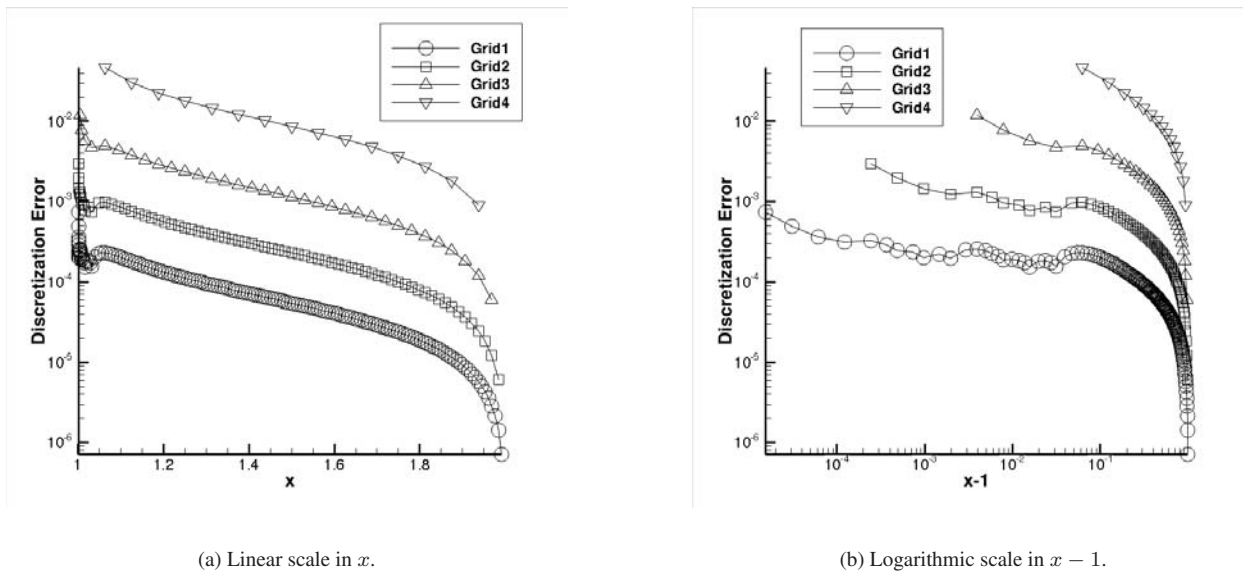 Grid1
Grid2
Grid3
Grid4
Discretization Error
10⁻²
10⁻³
10⁻⁴
10⁻⁵
10⁻⁶
1 1.2 1.4 1.6 1.8
x
(a) Linear scale in x.
Grid1
Grid2
Grid3
Grid4
Discretization Error
10⁻²
10⁻³
10⁻⁴
10⁻⁵
10⁻⁶
10⁻⁴ 10⁻³ 10⁻² 10⁻¹ 10⁰
x-1
(b) Logarithmic scale in x − 1.